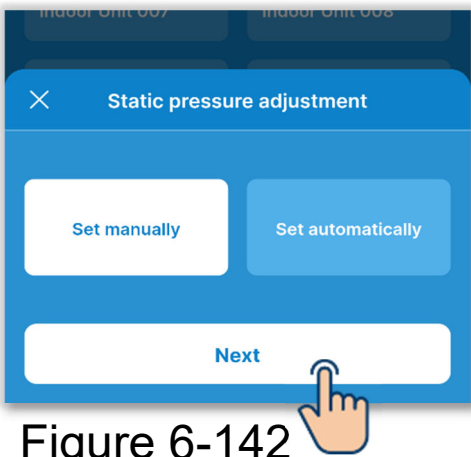 Indoor Unit 007 Indoor Unit 008
Static pressure adjustment
Set manually Set automatically
Next
Figure 6-142